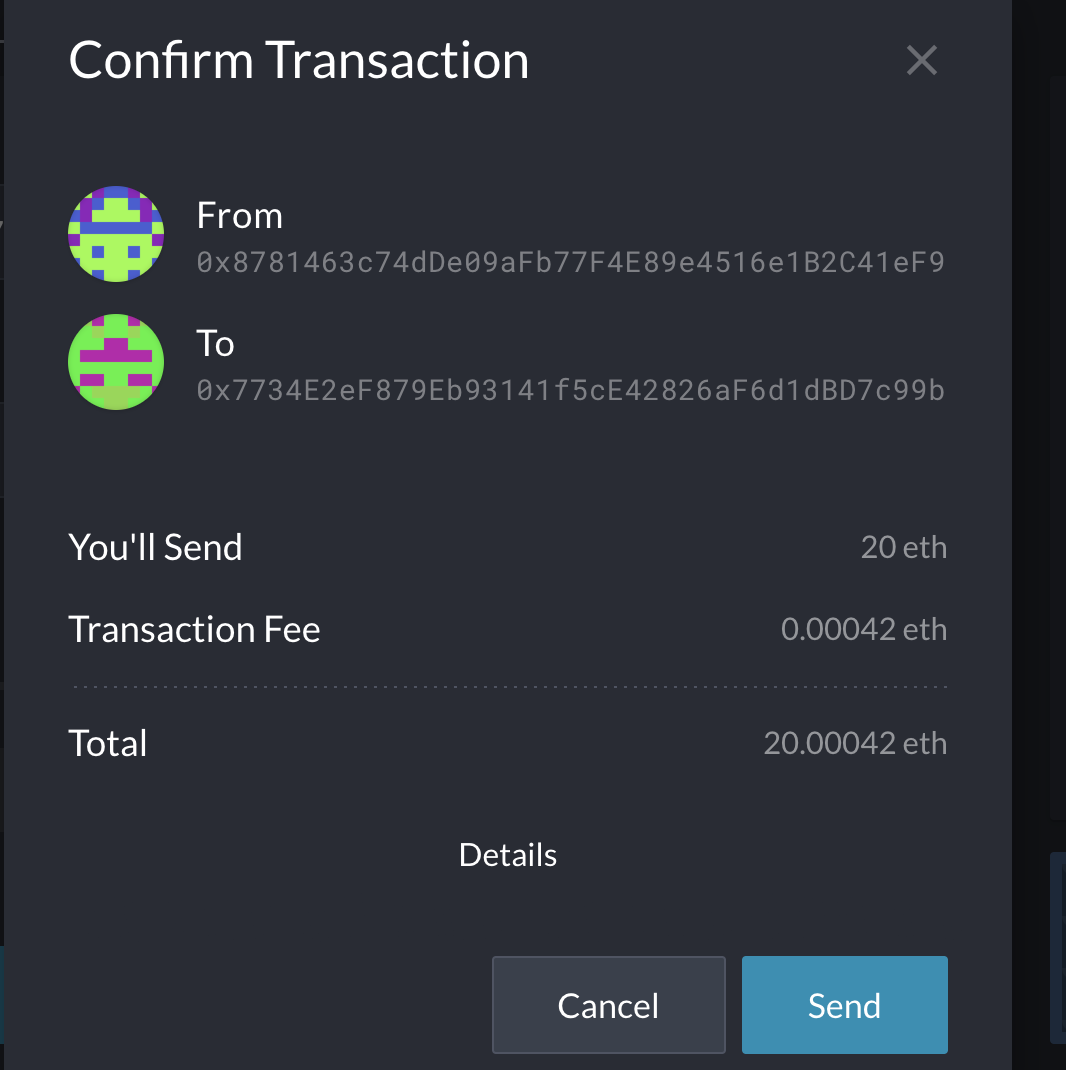 Confirm Transaction
From
0x8781463c74dDe09aFb77F4E89e4516e1B2C41eF9
To
0x7734E2eF879Eb93141f5cE42826aF6d1dBD7c99b
You'll Send 20 eth
Transaction Fee 0.00042 eth
Total 20.00042 eth
Details
Cancel Send